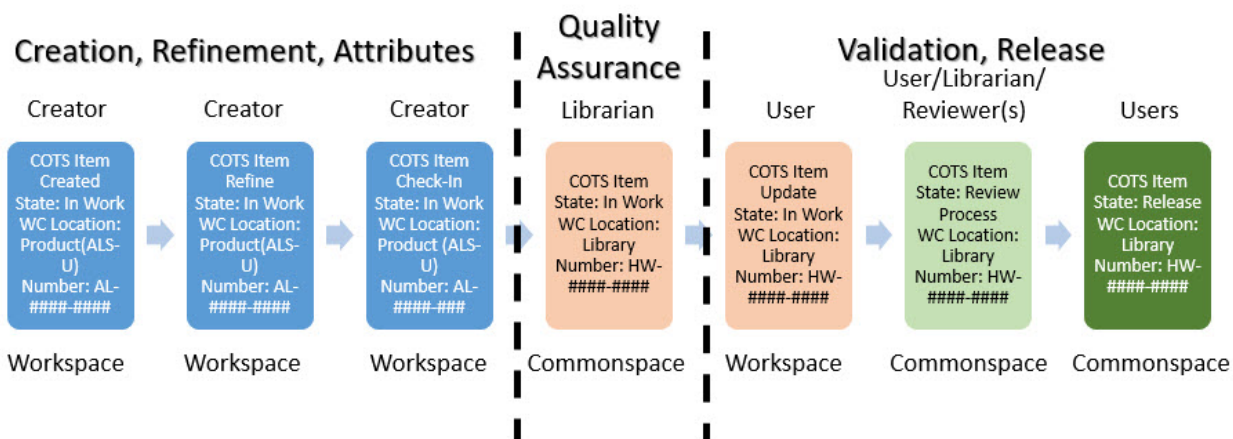 Creation, Refinement, Attributes
Quality
Assurance
Validation, Release
Creator
Creator
Creator
Librarian
User
User/Librarian/
Reviewer(s)
Users
COTS Item
Created
State: In Work
WC Location:
Product(ALS-
U)
Number: AL-
####-####
COTS Item
Refine
State: In Work
WC Location:
Product(ALS-
U)
Number: AL-
####-####
COTS Item
Check-In
State: In Work
WC Location:
Product (ALS-
U)
Number: AL-
####-###
COTS Item
State: In Work
WC Location:
Library
Number: HW-
####-####
COTS Item
Update
State: In Work
WC Location:
Library
Number: HW-
####-####
COTS Item
State: Review
Process
WC Location:
Library
Number: HW-
####-####
COTS Item
State: Release
WC Location:
Library
Number: HW-
####-####
Workspace
Workspace
Workspace
Commonspace
Workspace
Commonspace
Commonspace